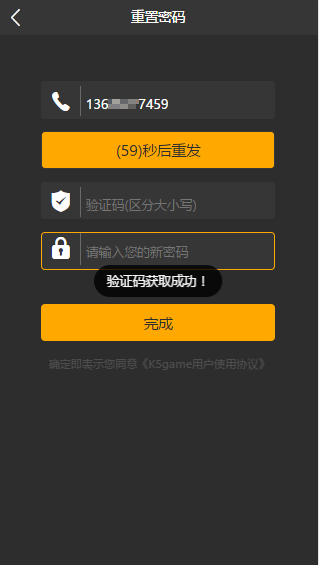 重置密码
136 7459
(59)秒后重发
验证码(区分大小写)
请输入您的新密码
验证码获取成功！
完成
确定即表示您同意《K5game用户使用协议》